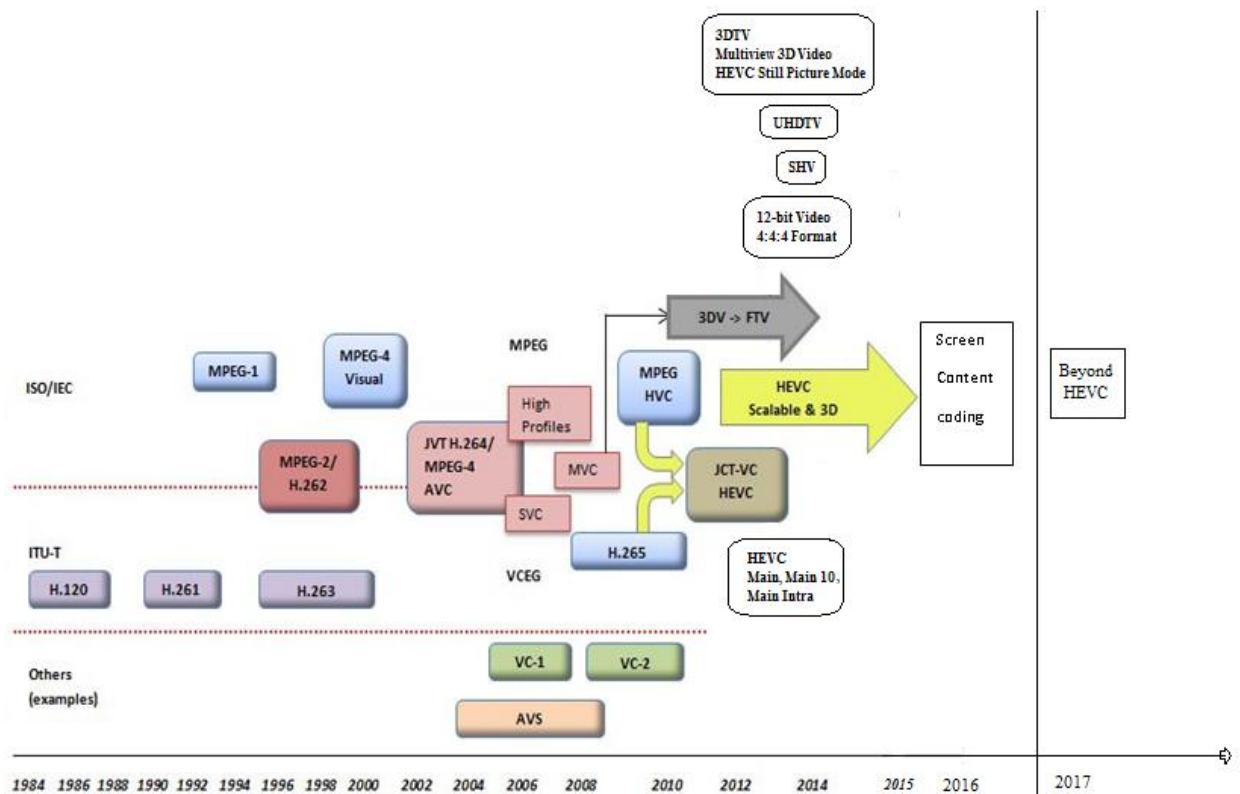 3DTV
Multiview 3D Video
HEVC Still Picture Mode
UHDTV
SHV
12-bit Video
4:4:4 Format
3DV -> FTV
ISO/IEC
MPEG-1
MPEG-4
Visual
MPEG
High
Profiles
MPEG
HVC
HEVC
Scalable & 3D
Screen
Content
coding
Beyond
HEVC
MPEG-2/
H.262
JVT H.264/
MPEG-4
AVC
MVC
SVC
JCT-VC
HEVC
ITU-T
H.120
H.261
H.263
VCEG
H.265
HEVC
Main, Main 10,
Main Intra
Others
(examples)
VC-1
VC-2
AVS
1984 1986 1988 1990 1992 1994 1996 1998 2000 2002 2004 2006 2008 2010 2012 2014 2015 2016 2017